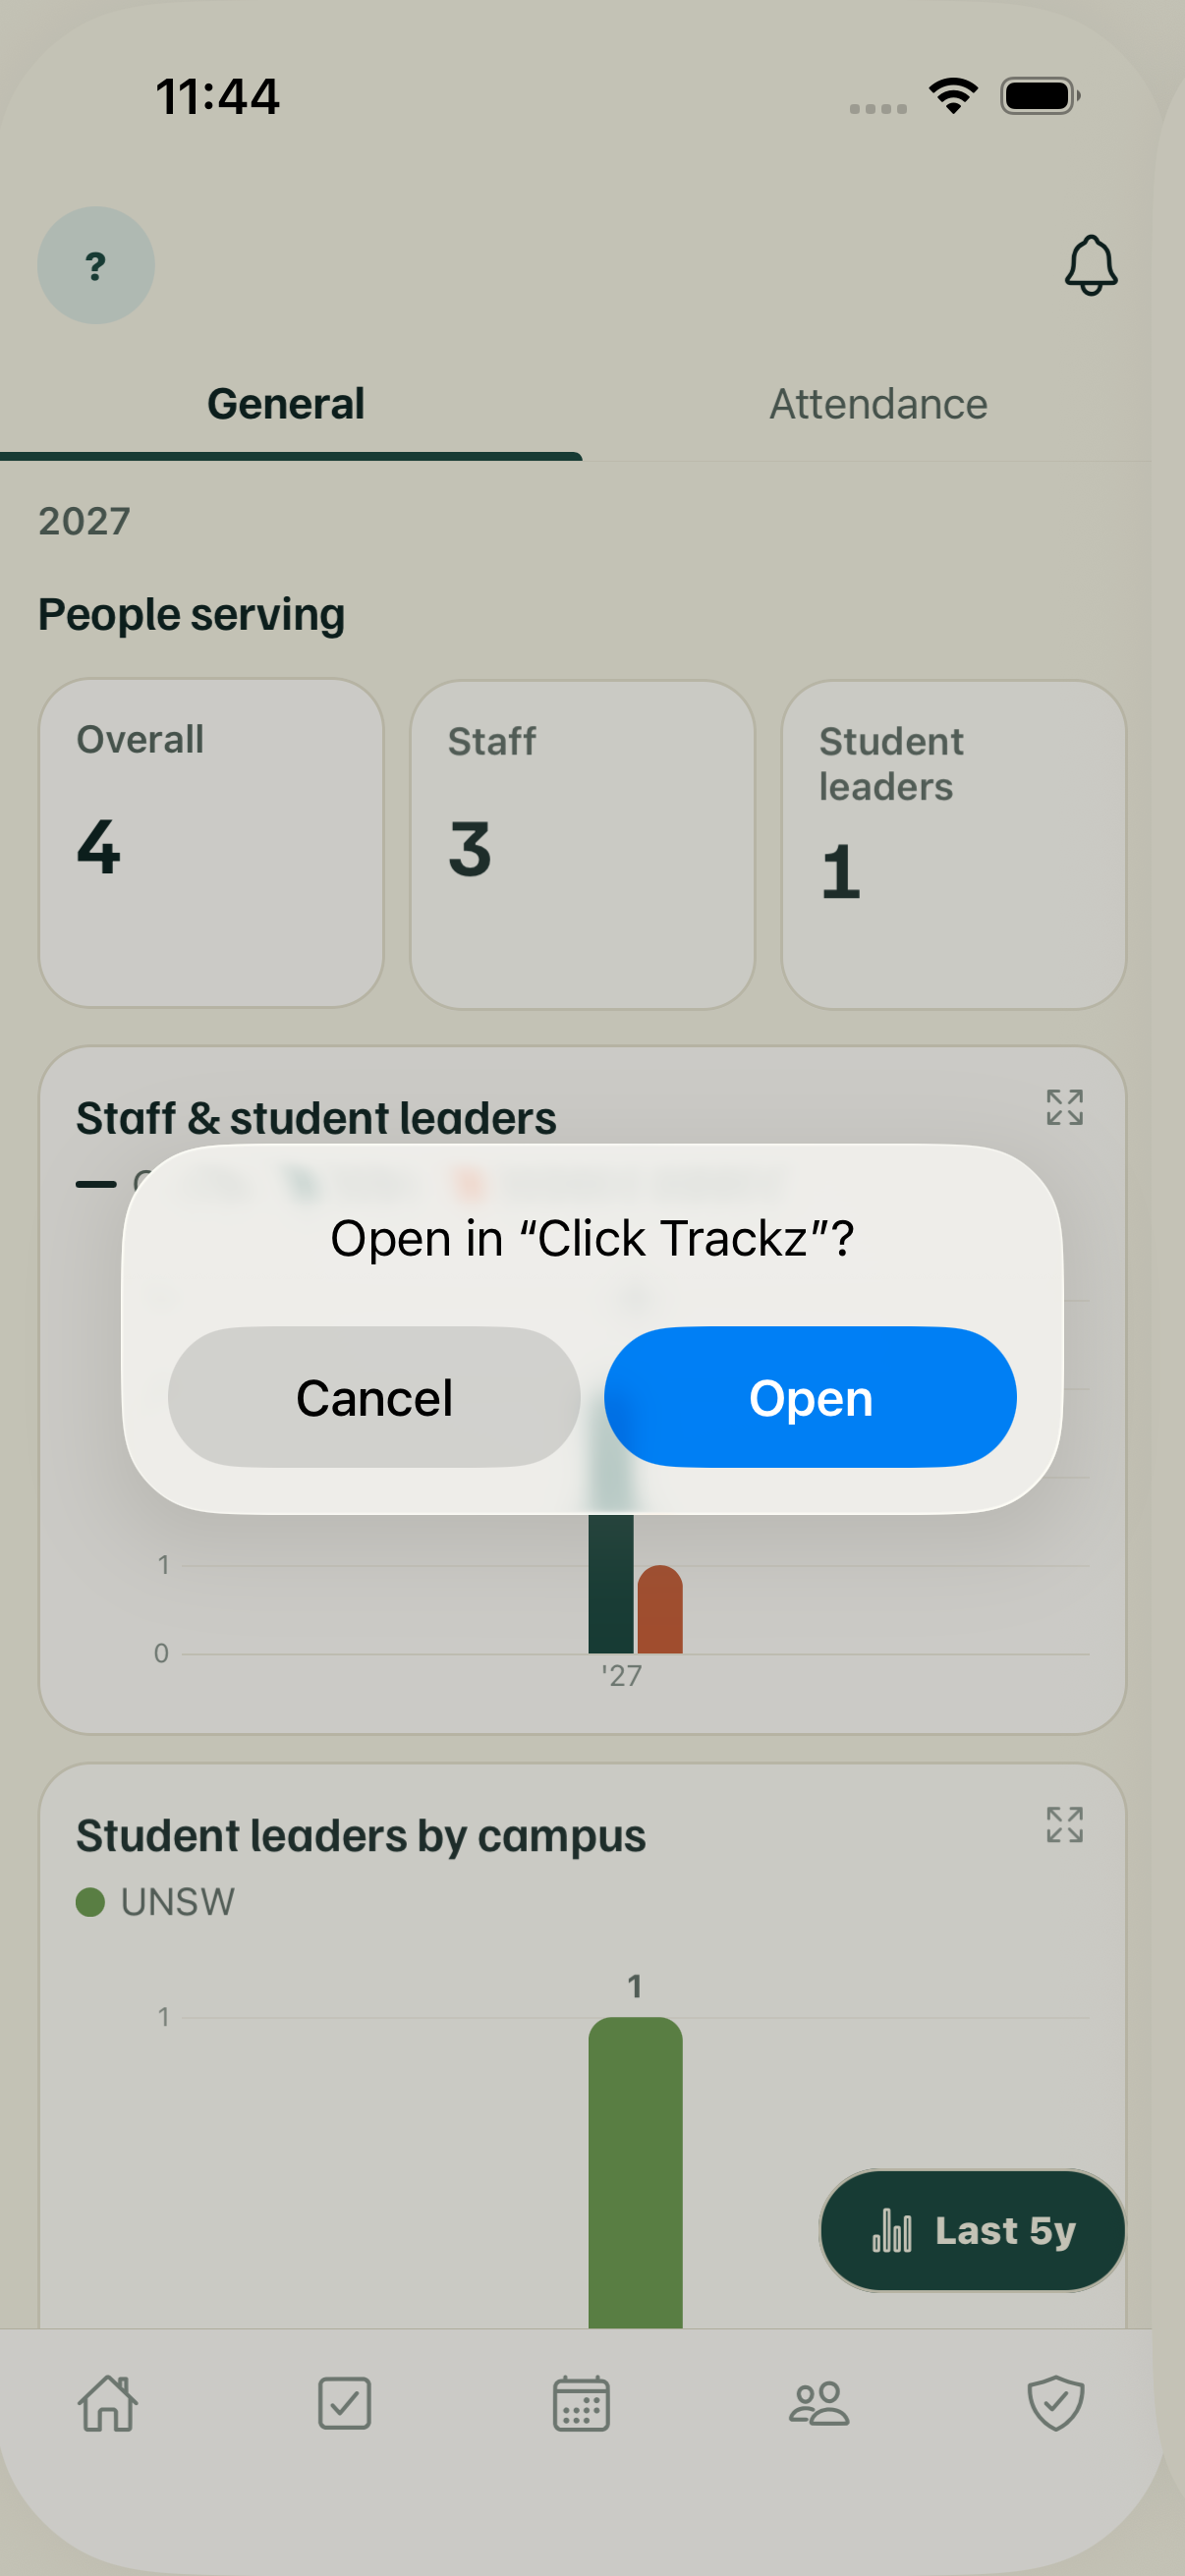 11:44
?
General
Attendance
2027
People serving
Overall
4
Staff
3
Student
leaders
1
Staff & student leaders
Open in “Click Trackz”?
Cancel
Open
1
0
'27
Student leaders by campus
UNSW
1
1
Last 5y